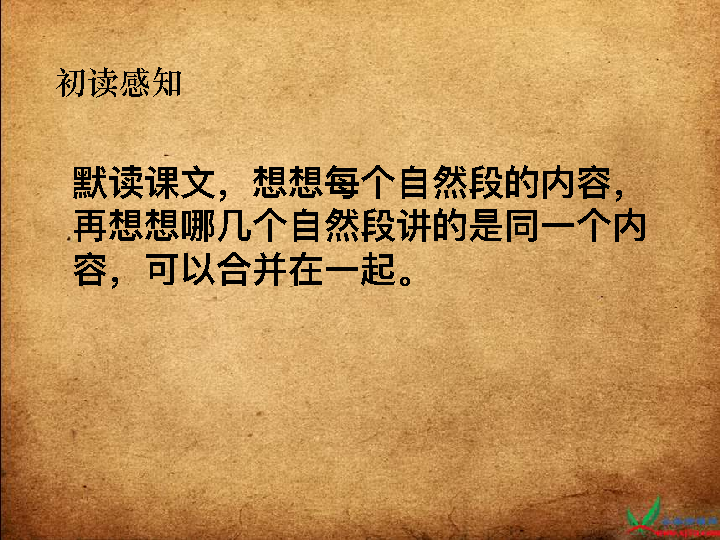 初读感知
默读课文，想想每个自然段的内容，
再想想哪几个自然段讲的是同一个内
容，可以合并在一起。